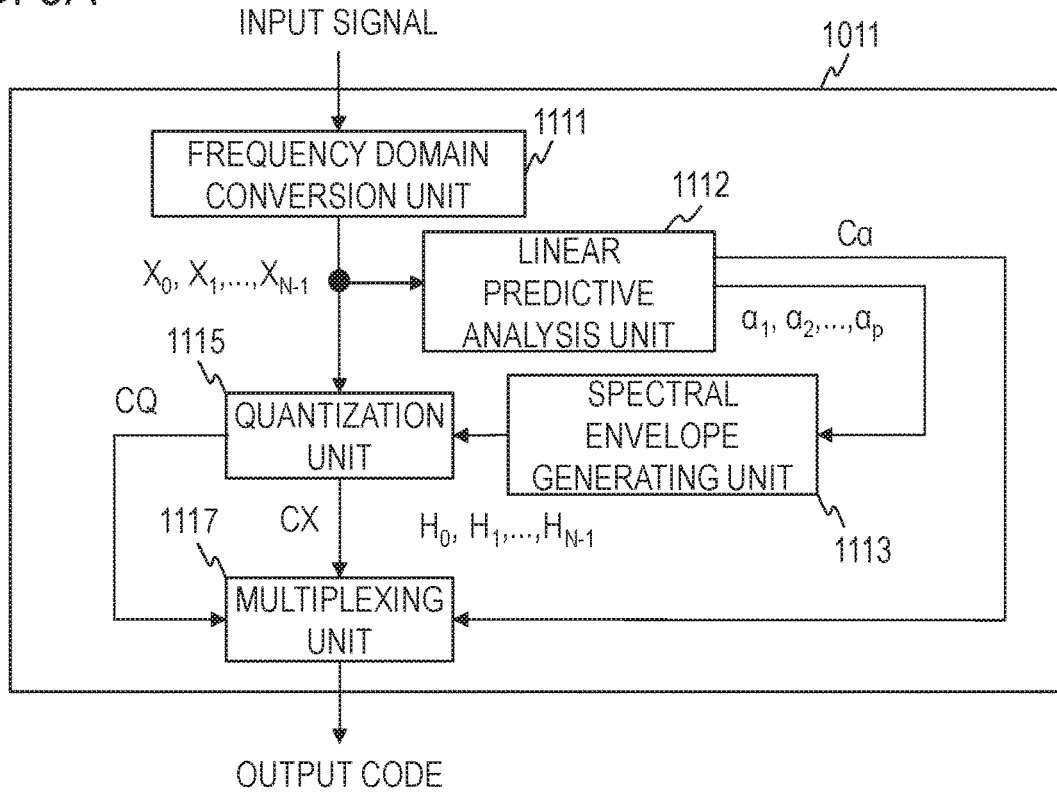 INPUT SIGNAL
1011
1111
FREQUENCY DOMAIN
CONVERSION UNIT
1112
Cα
LINEAR
PREDICTIVE
ANALYSIS UNIT
X0, X1,...,XN-1
α1, α2,...,αp
1115
CQ
QUANTIZATION
UNIT
SPECTRAL
ENVELOPE
GENERATING UNIT
1117
CX
H0, H1,...,HN-1
1113
MULTIPLEXING
UNIT
OUTPUT CODE